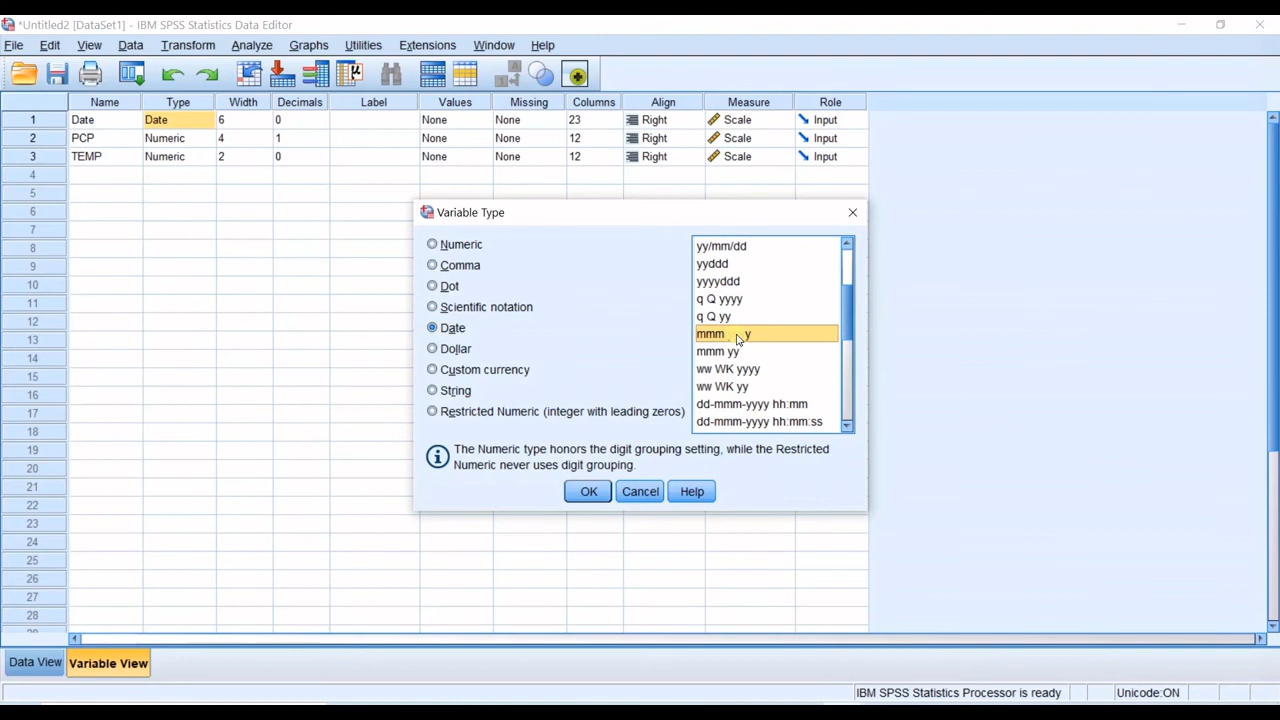 *Untitled2 [DataSet1] - IBM SPSS Statistics Data Editor
File Edit View Data Transform Analyze Graphs Utilities Extensions Window Help
Name Type Width Decimals Label Values Missing Columns Align Measure Role
1 Date Date 6 0 None None 23 Right Scale Input
2 PCP Numeric 4 1 None None 12 Right Scale Input
3 TEMP Numeric 2 0 None None 12 Right Scale Input
4
5
6
7
8
9
10
11
12
13
14
15
16
17
18
19
20
21
22
23
24
25
26
27
28
Variable Type
Numeric
Comma
Dot
Scientific notation
Date
Dollar
Custom currency
String
Restricted Numeric (integer with leading zeros)
yy/mm/dd
yyddd
yyyyddd
q Q yyyy
q Q yy
mmm
mmm yy
ww WK yyyy
ww WK yy
dd-mmm-yyyy hh:mm
dd-mmm-yyyy hh:mm:ss
The Numeric type honors the digit grouping setting, while the Restricted
Numeric never uses digit grouping.
OK Cancel Help
Data View Variable View
IBM SPSS Statistics Processor is ready Unicode:ON